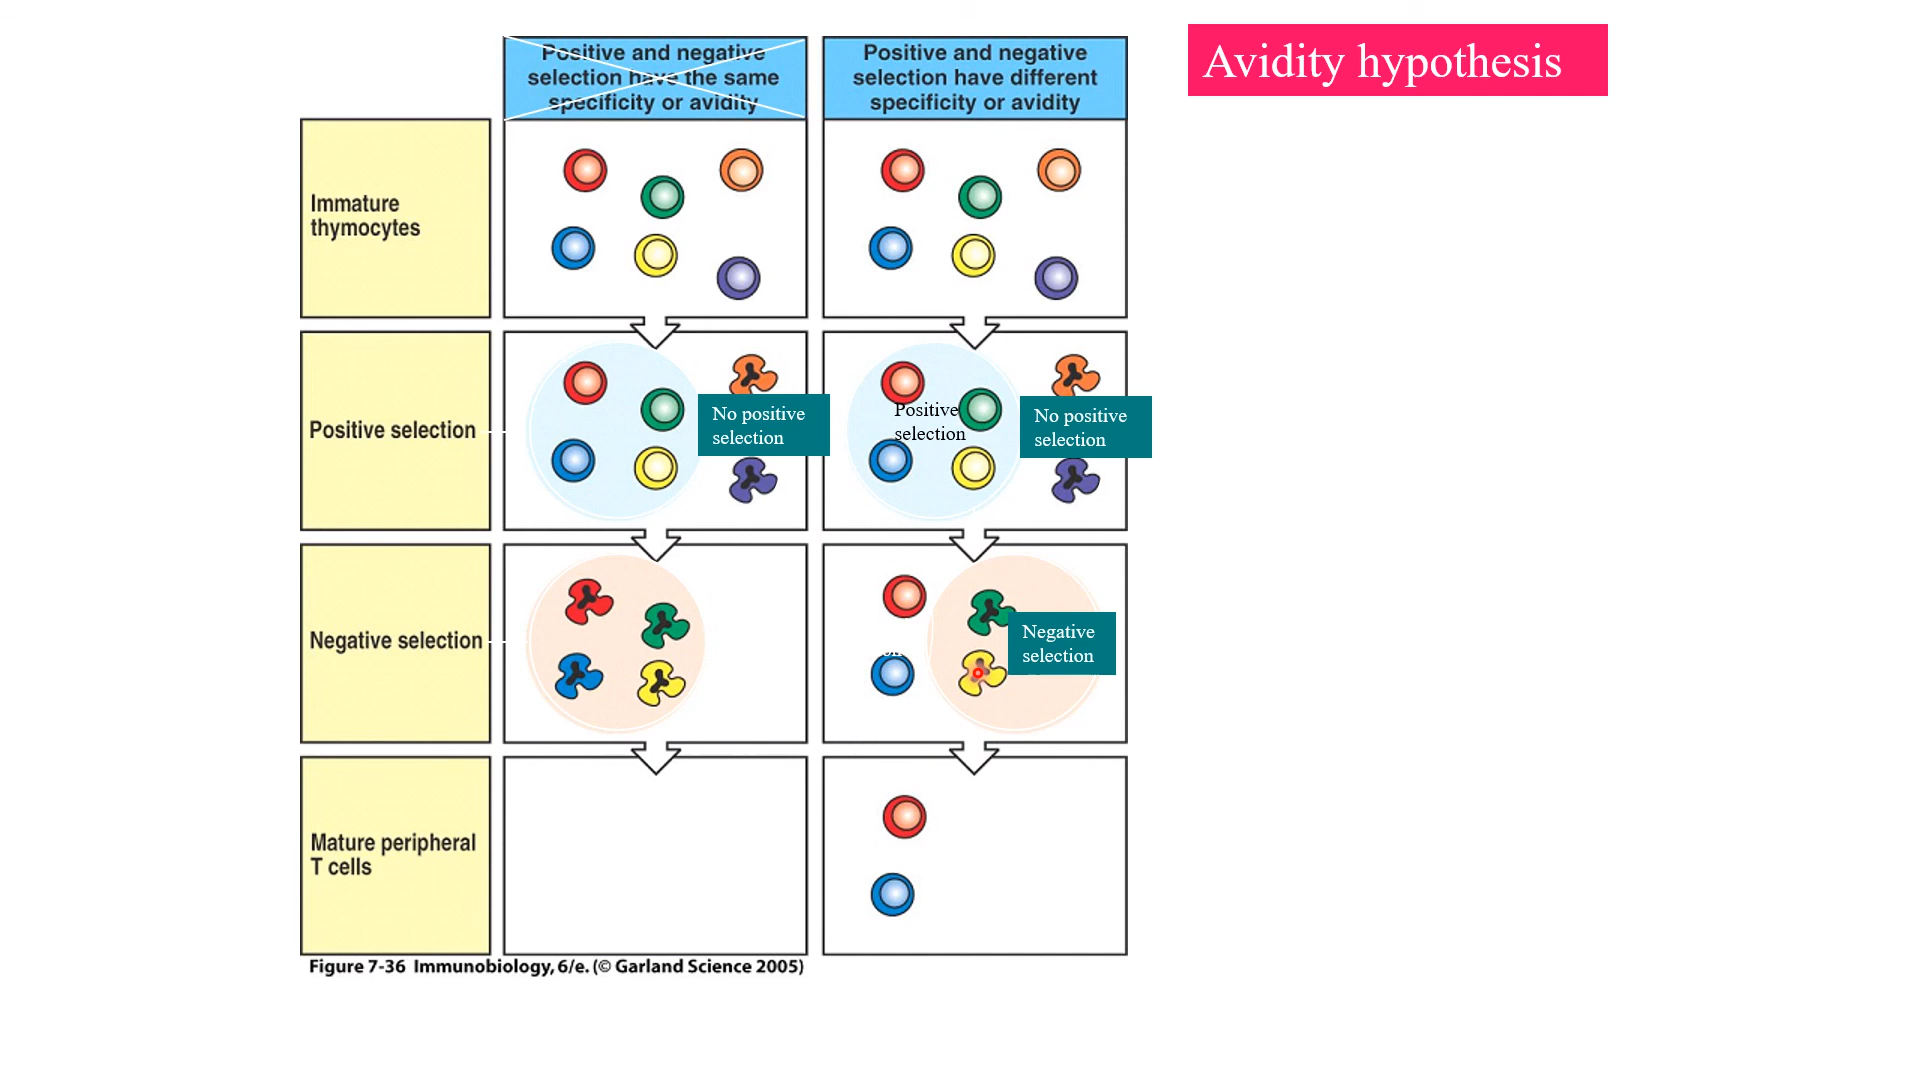 Avidity hypothesis
Positive and negative
selection have the same
specificity or avidity
Positive and negative
selection have different
specificity or avidity
Immature
thymocytes
Positive selection
No positive
selection
Positive
selection
No positive
selection
Negative selection
Negative
selection
Mature peripheral
T cells
Figure 7-36 Immunobiology, 6/e. (© Garland Science 2005)